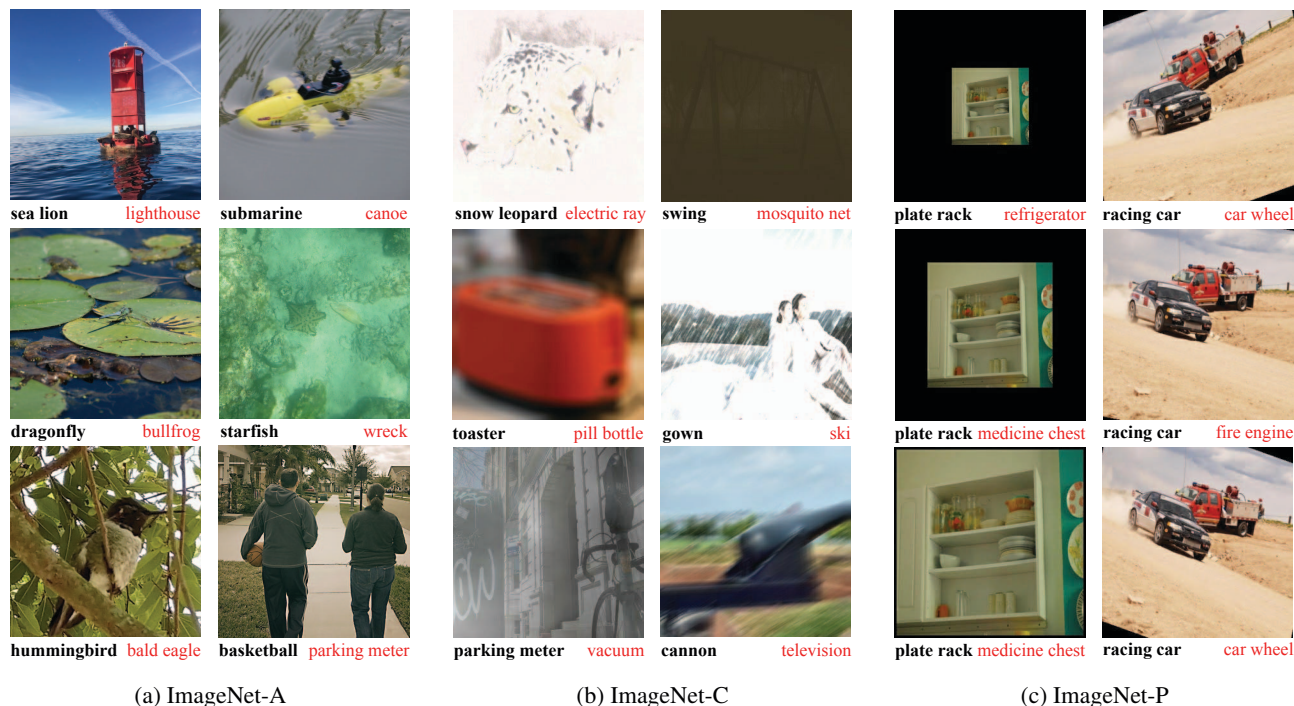 sea lion lighthouse
submarine canoe
snow leopard electric ray
swing mosquito net
plate rack refrigerator
racing car car wheel
dragonfly bullfrog
starfish wreck
toaster pill bottle
gown ski
plate rack medicine chest
racing car fire engine
CW
hummingbird bald eagle
basketball parking meter
parking meter vacuum
cannon television
plate rack medicine chest
racing car car wheel
(a) ImageNet-A
(b) ImageNet-C
(c) ImageNet-P